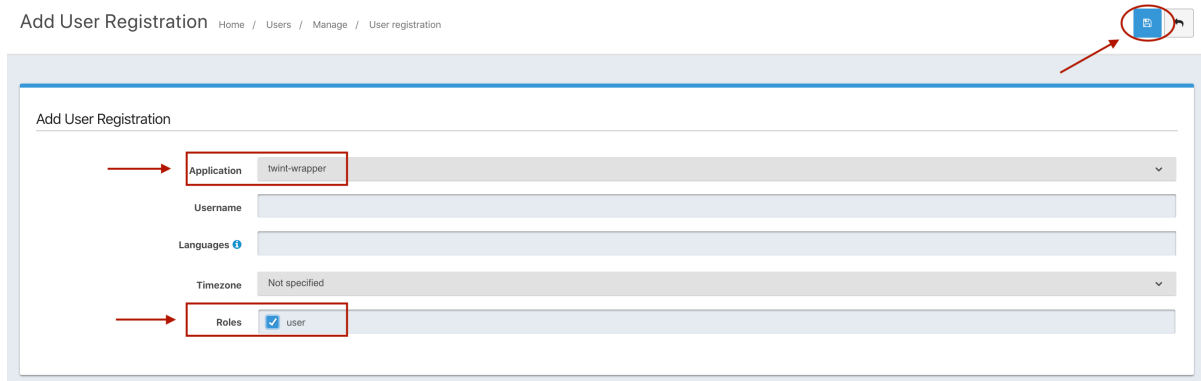 Add User Registration Home / Users / Manage / User registration
Add User Registration
Application twint-wrapper
Username
Languages
Timezone Not specified
Roles user